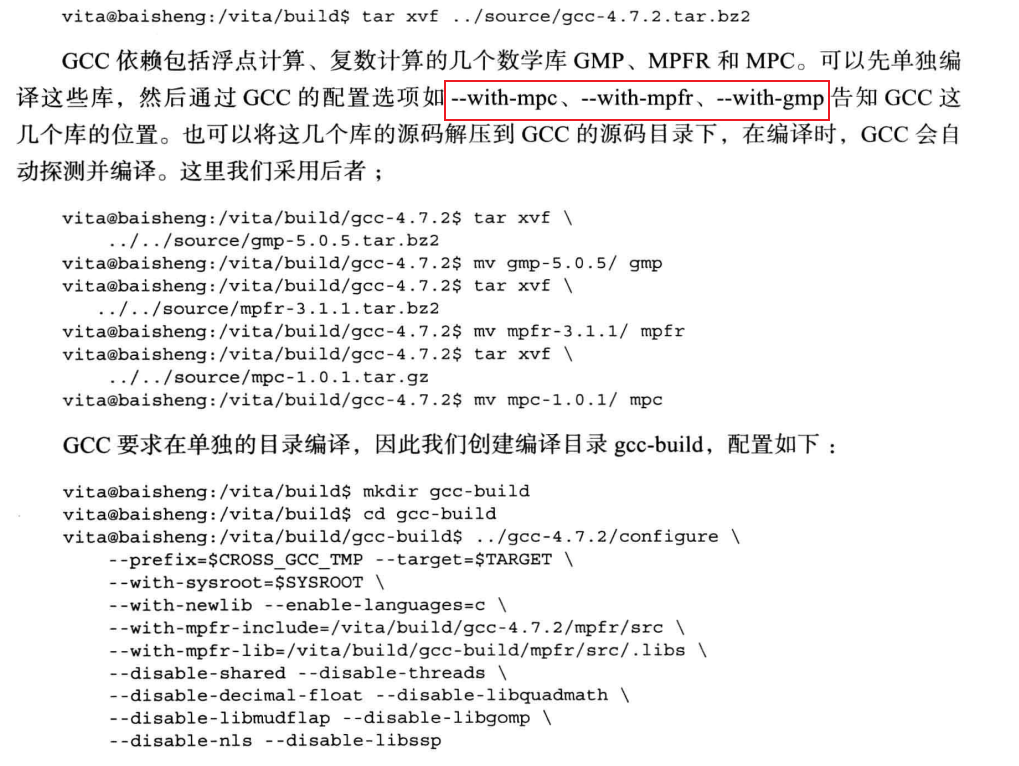 vita@baisheng:/vita/build$ tar xvf ../source/gcc-4.7.2.tar.bz2
GCC 依赖包括浮点计算、复数计算的几个数学库 GMP、MPFR 和 MPC。可以先单独编
译这些库，然后通过 GCC 的配置选项如 --with-mpc、--with-mpfr、--with-gmp 告知 GCC 这
几个库的位置。也可以将这几个库的源码解压到 GCC 的源码目录下，在编译时，GCC 会自
动探测并编译。这里我们采用后者；
vita@baisheng:/vita/build/gcc-4.7.2$ tar xvf \
../../source/gmp-5.0.5.tar.bz2
vita@baisheng:/vita/build/gcc-4.7.2$ mv gmp-5.0.5/ gmp
vita@baisheng:/vita/build/gcc-4.7.2$ tar xvf \
../../source/mpfr-3.1.1.tar.bz2
vita@baisheng:/vita/build/gcc-4.7.2$ mv mpfr-3.1.1/ mpfr
vita@baisheng:/vita/build/gcc-4.7.2$ tar xvf \
../../source/mpc-1.0.1.tar.gz
vita@baisheng:/vita/build/gcc-4.7.2$ mv mpc-1.0.1/ mpc
GCC 要求在单独的目录编译，因此我们创建编译目录 gcc-build，配置如下：
vita@baisheng:/vita/build$ mkdir gcc-build
vita@baisheng:/vita/build$ cd gcc-build
vita@baisheng:/vita/build/gcc-build$ ../gcc-4.7.2/configure \
--prefix=$CROSS_GCC_TMP --target=$TARGET \
--with-sysroot=$SYSROOT \
--with-newlib --enable-languages=c \
--with-mpfr-include=/vita/build/gcc-4.7.2/mpfr/src \
--with-mpfr-lib=/vita/build/gcc-build/mpfr/src/.libs \
--disable-shared --disable-threads \
--disable-decimal-float --disable-libquadmath \
--disable-libmudflap --disable-libgomp \
--disable-nls --disable-libssp